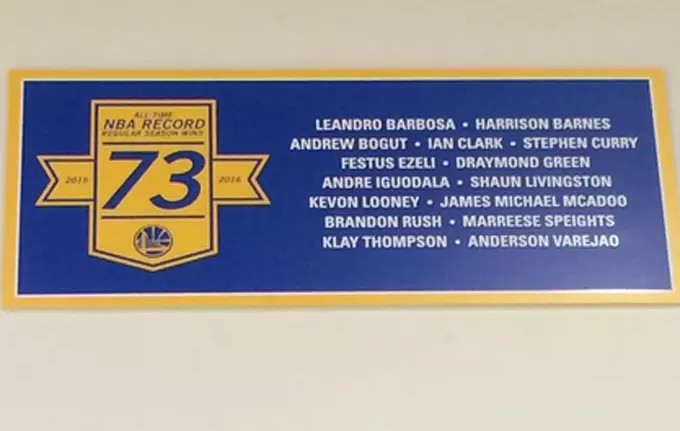 ALL TIME
NBA RECORD
REGULAR SEASON WINS
2015 73 2016
LEANDRO BARBOSA • HARRISON BARNES
ANDREW BOGUT • IAN CLARK • STEPHEN CURRY
FESTUS EZELI • DRAYMOND GREEN
ANDRE IGUODALA • SHAUN LIVINGSTON
KEVON LOONEY • JAMES MICHAEL MCADOO
BRANDON RUSH • MARREESE SPEIGHTS
KLAY THOMPSON • ANDERSON VAREJAO